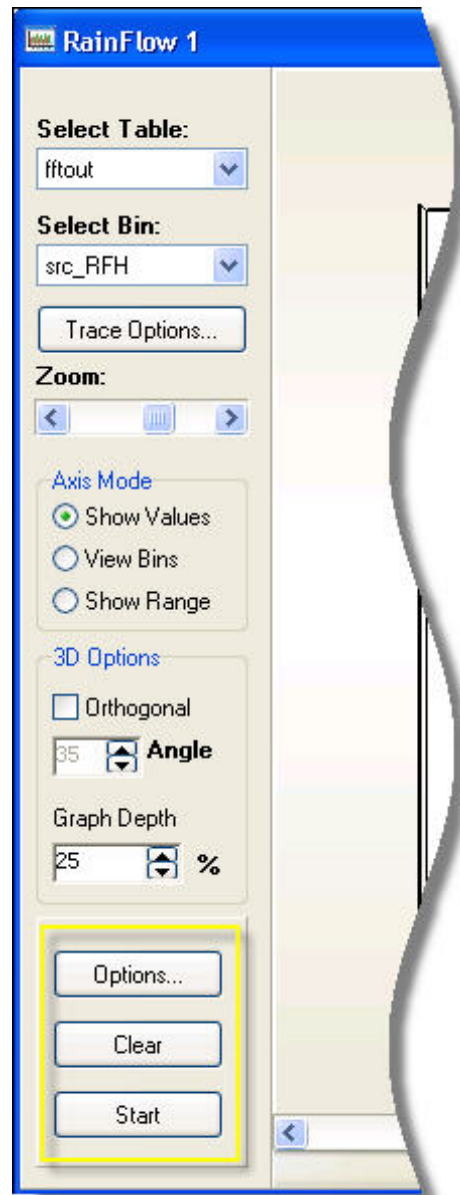 RainFlow 1
Select Table:
fftout
Select Bin:
src_RFH
Trace Options...
Zoom:
Axis Mode
Show Values
View Bins
Show Range
3D Options
Orthogonal
35 Angle
Graph Depth
25 %
Options...
Clear
Start